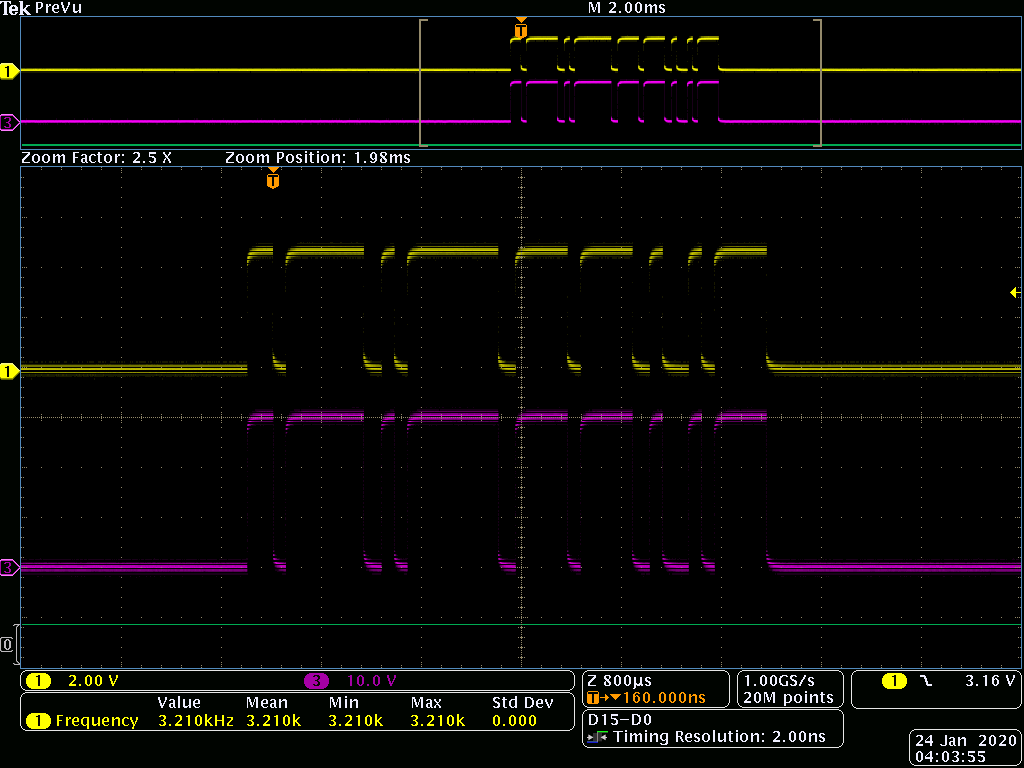 Tek PreVu M 2.00ms
T
1
3
Zoom Factor: 2.5 X Zoom Position: 1.98ms
T
1
3
0
1 2.00 V 3 10.0 V Z 800µs 1.00GS/s 1 3.16 V
T→▼160.000ns 20M points
Value Mean Min Max Std Dev
1 Frequency 3.210kHz 3.210k 3.210k 3.210k 0.000
D15-D0
Timing Resolution: 2.00ns
24 Jan 2020
04:03:55